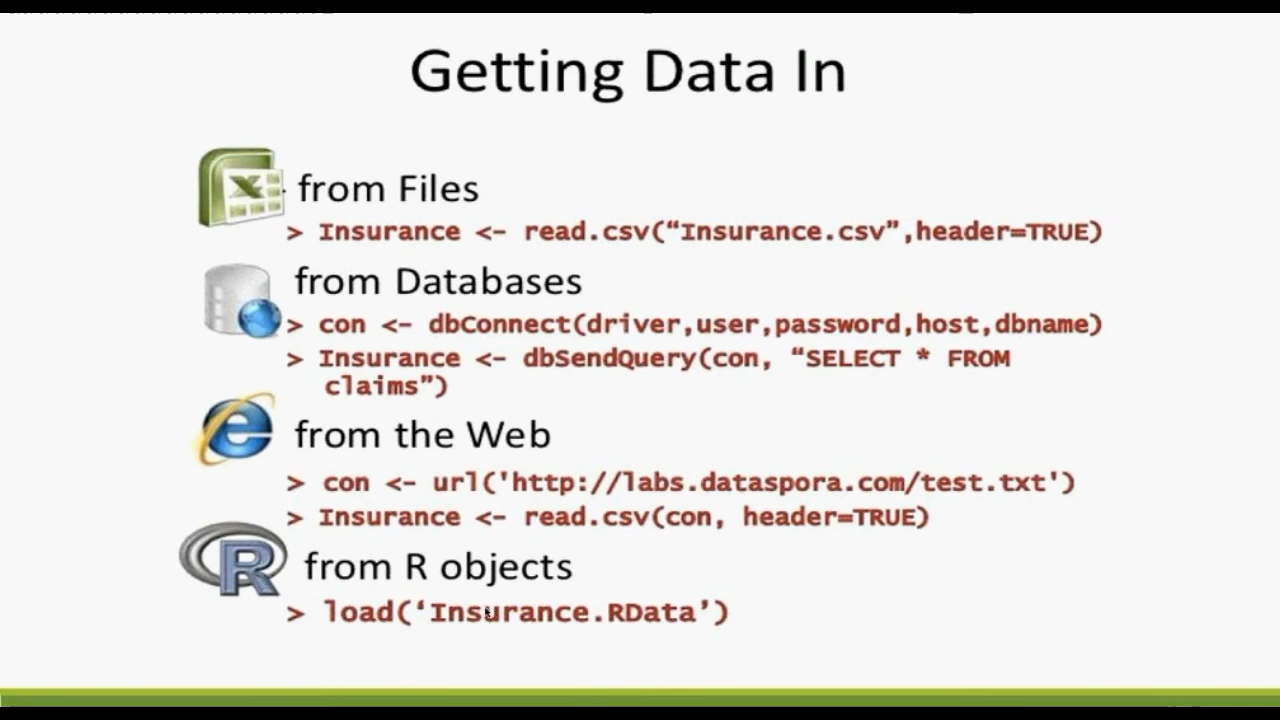 Getting Data In
from Files
> Insurance <- read.csv(“Insurance.csv”,header=TRUE)
from Databases
> con <- dbConnect(driver,user,password,host,dbname)
> Insurance <- dbSendQuery(con, “SELECT * FROM
claims”)
from the Web
> con <- url('http://labs.dataspora.com/test.txt')
> Insurance <- read.csv(con, header=TRUE)
from R objects
> load(‘Insurance.RData’)